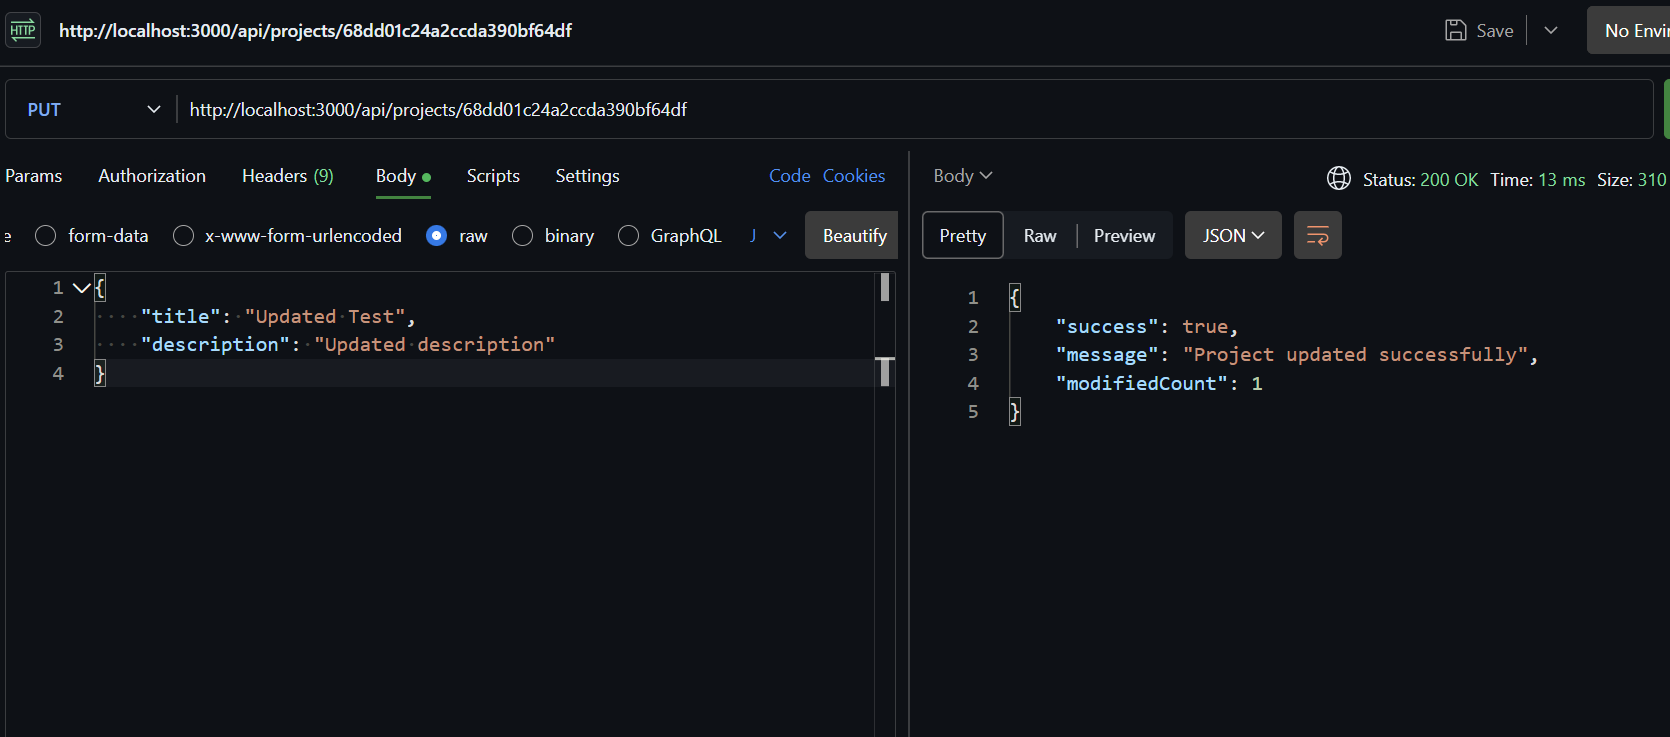 HTTP http://localhost:3000/api/projects/68dd01c24a2ccda390bf64df Save No Envir
PUT http://localhost:3000/api/projects/68dd01c24a2ccda390bf64df
Params Authorization Headers (9) Body Scripts Settings Code Cookies
e form-data x-www-form-urlencoded raw binary GraphQL J Beautify
1 {
2 "title": "Updated Test",
3 "description": "Updated description"
4 }
Body Status: 200 OK Time: 13 ms Size: 310
Pretty Raw Preview JSON
1 {
2 "success": true,
3 "message": "Project updated successfully",
4 "modifiedCount": 1
5 }